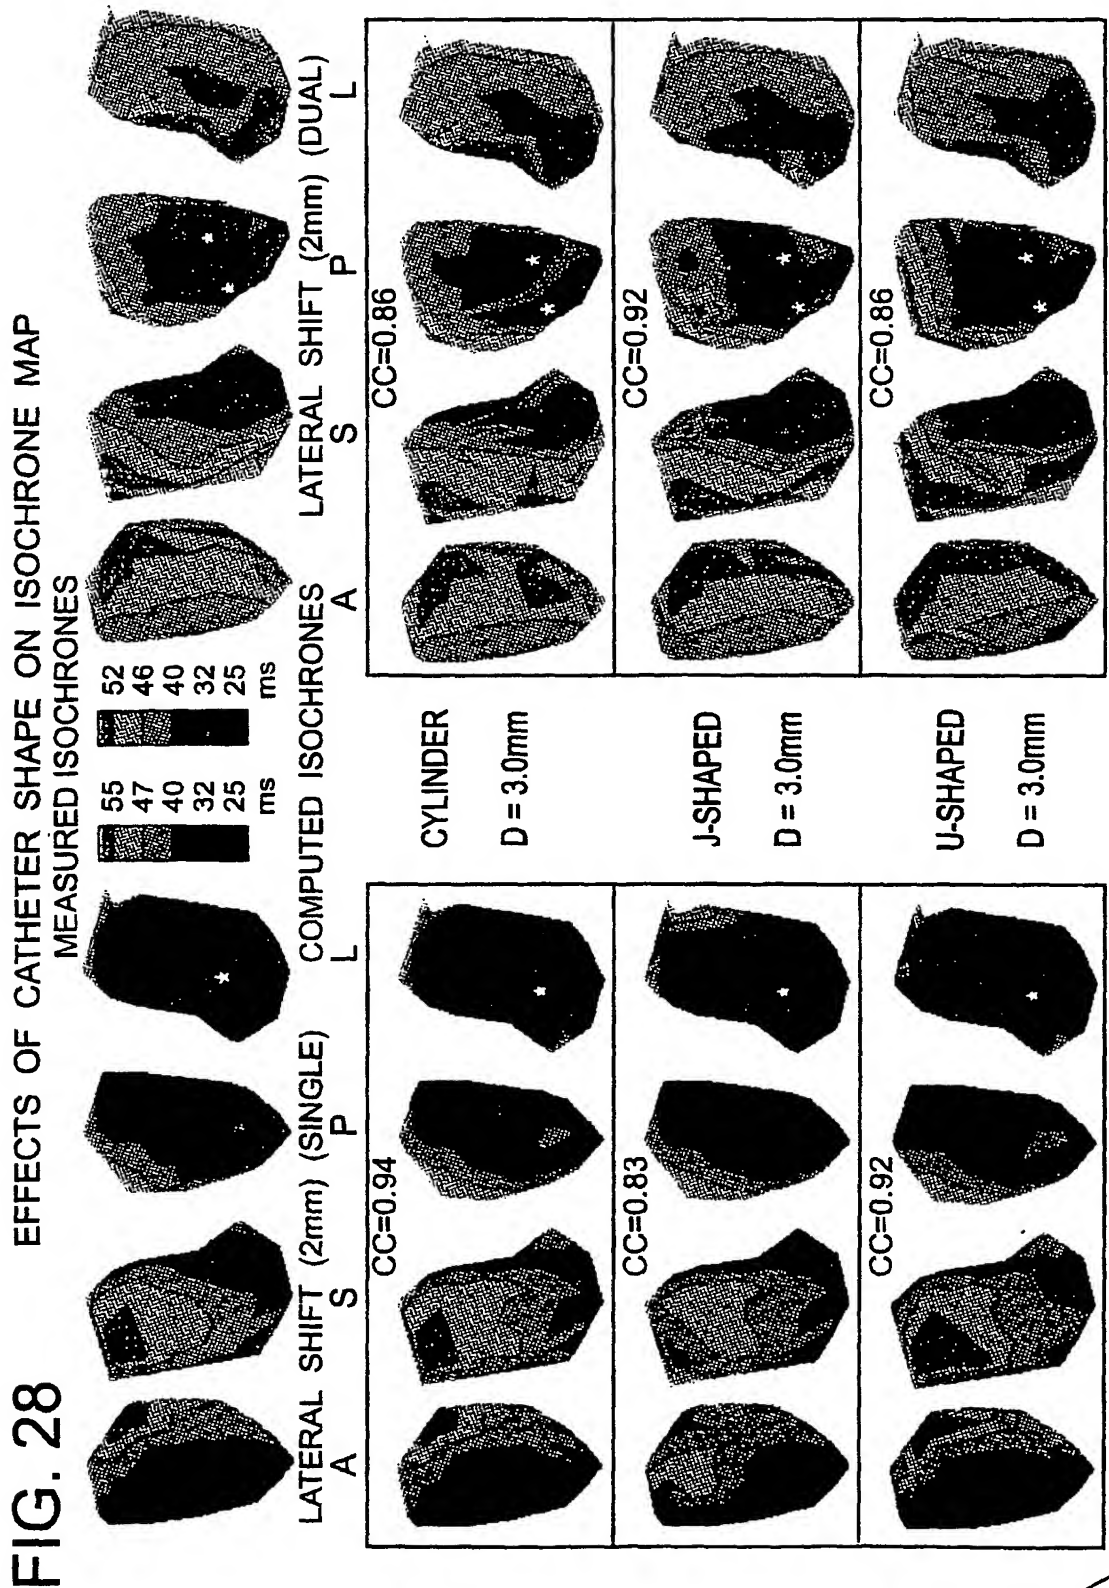 FIG. 28
EFFECTS OF CATHETER SHAPE ON ISOCHRONE MAP
MEASURED ISOCHRONES
55
47
40
32
25
ms
52
46
40
32
25
ms
LATERAL SHIFT (2mm) (SINGLE)
COMPUTED ISOCHRONES
LATERAL SHIFT (2mm) (DUAL)
A S P L
A S P L
CC=0.94
CYLINDER
D = 3.0mm
CC=0.86
CC=0.83
J-SHAPED
D = 3.0mm
CC=0.92
CC=0.92
U-SHAPED
D = 3.0mm
CC=0.86